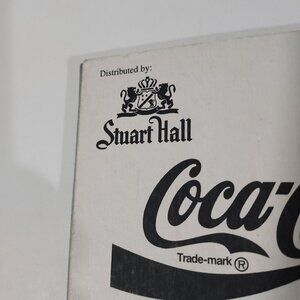 Distributed by:
Stuart Hall
Coca-C
Trade-mark ®